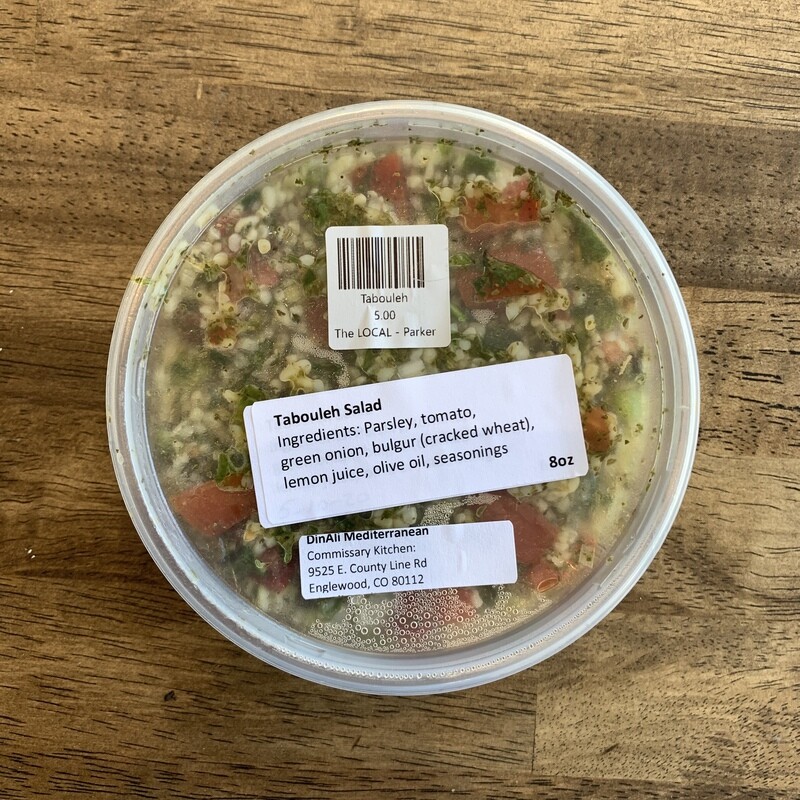 Tabouleh
5.00
The LOCAL - Parker
Tabouleh Salad
Ingredients: Parsley, tomato,
green onion, bulgur (cracked wheat),
lemon juice, olive oil, seasonings
8oz
DinAli Mediterranean
Commissary Kitchen:
9525 E. County Line Rd
Englewood, CO 80112